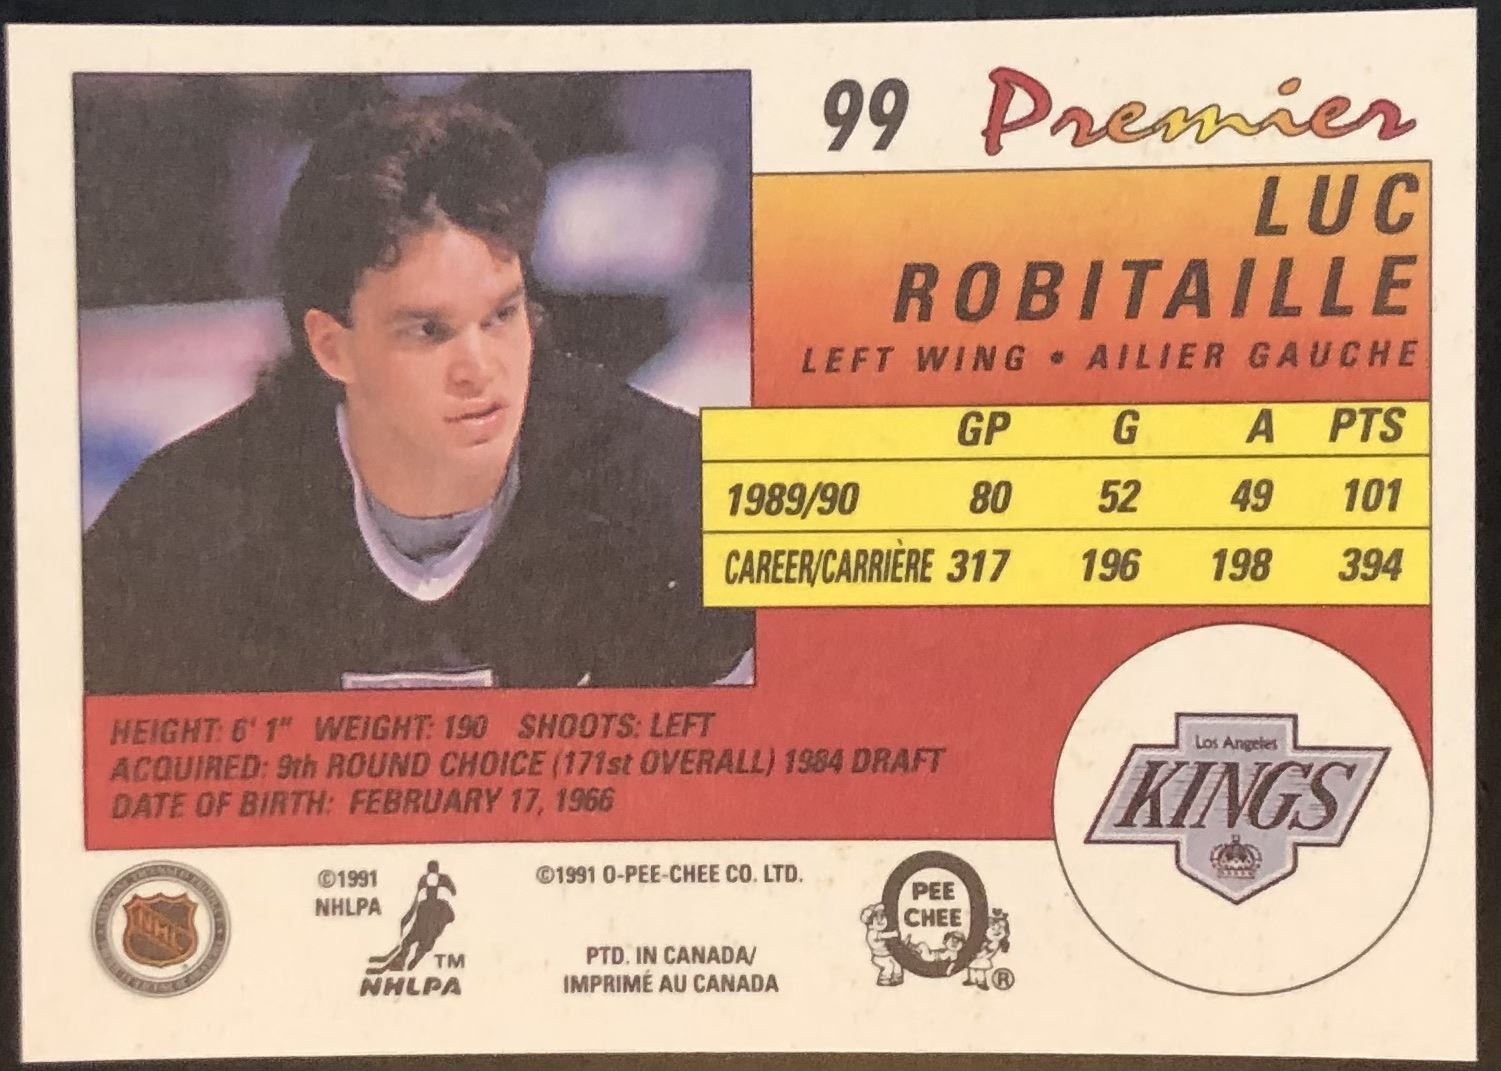 99 Premier
LUC
ROBITAILLE
LEFT WING • AILIER GAUCHE
GP G A PTS
1989/90 80 52 49 101
CAREER/CARRIÈRE 317 196 198 394
HEIGHT: 6' 1" WEIGHT: 190 SHOOTS: LEFT
ACQUIRED: 9th ROUND CHOICE (171st OVERALL) 1984 DRAFT
DATE OF BIRTH: FEBRUARY 17, 1966
Los Angeles
KINGS
©1991
NHLPA
TM
NHLPA
©1991 O-PEE-CHEE CO. LTD.
PTD. IN CANADA/
IMPRIMÉ AU CANADA
O
PEE
CHEE
®